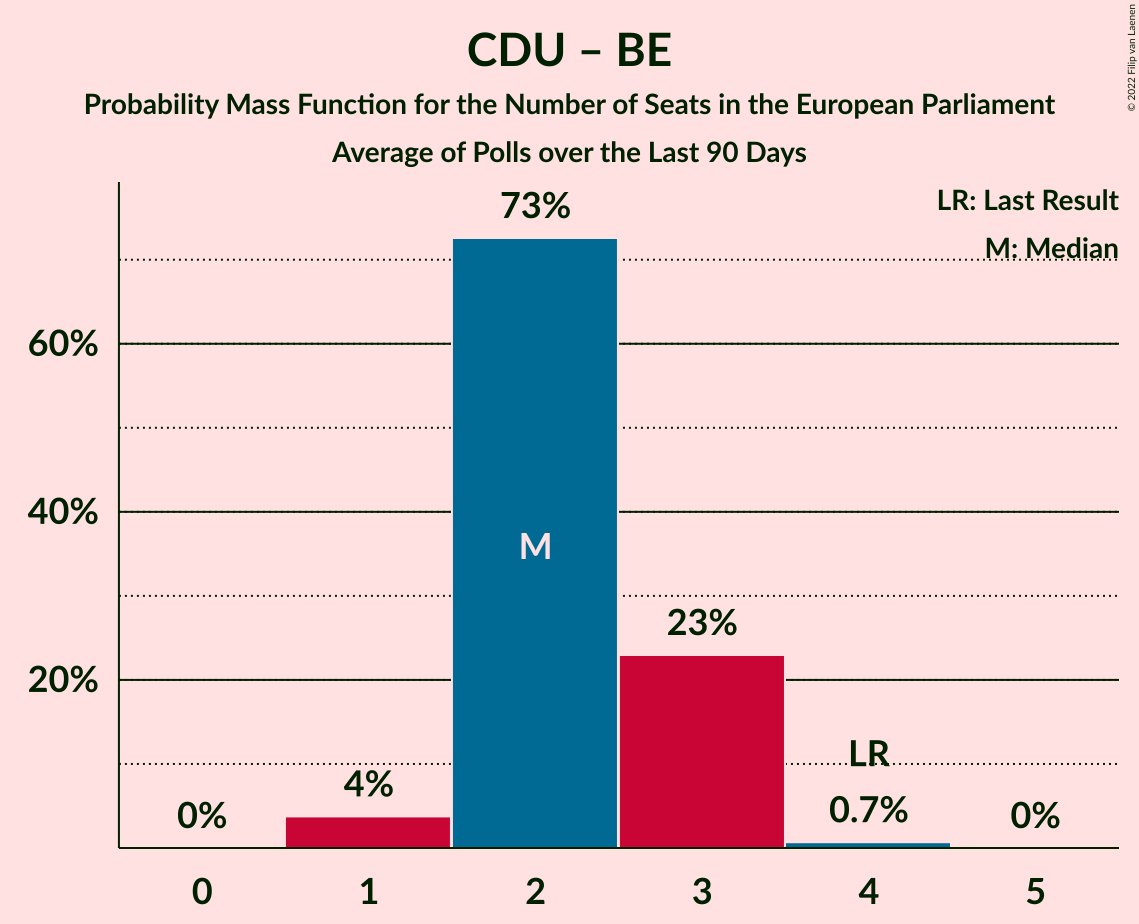 CDU – BE
Probability Mass Function for the Number of Seats in the European Parliament
Average of Polls over the Last 90 Days
© 2022 Filip van Laenen
LR: Last Result
M: Median
73%
60%
40%
M
23%
20%
LR
4%
0.7%
0%
0%
0 1 2 3 4 5